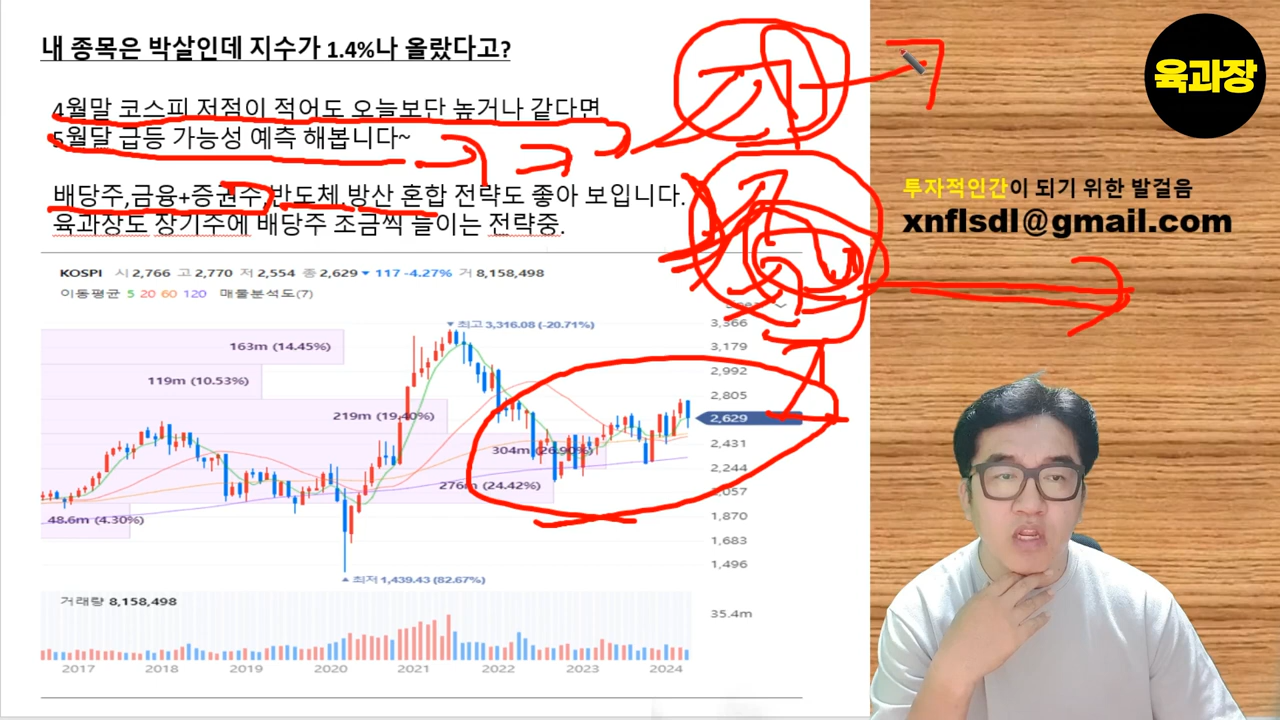 내 종목은 박살인데 지수가 1.4%나 올랐다고?
육과장
4월말 코스피 저점이 적어도 오늘보단 높거나 같다면
5월달 급등 가능성 예측 해봅니다~
배당주,금융+증권주,반도체,방산 혼합 전략도 좋아 보입니다.
육과장도 장기주에 배당주 조금씩 늘이는 전략중.
투자적인간이 되기 위한 발걸음
xnflsdl@gmail.com
KOSPI 시 2,766 고 2,770 저 2,554 종 2,629 ▼ 117 -4.27% 거 8,158,498
이동평균 5 20 60 120 매물분석도(7)
▼ 최고 3,316.08 (-20.71%)
3,366
163m (14.45%)
3,179
2,992
119m (10.53%)
2,805
219m (19.40%)
2,629
2,431
304m (26.90%)
2,244
276m (24.42%)
2,057
48.6m (4.30%)
1,870
1,683
1,496
▲ 최저 1,439.43 (82.67%)
거래량 8,158,498
35.4m
2017 2018 2019 2020 2021 2022 2023 2024